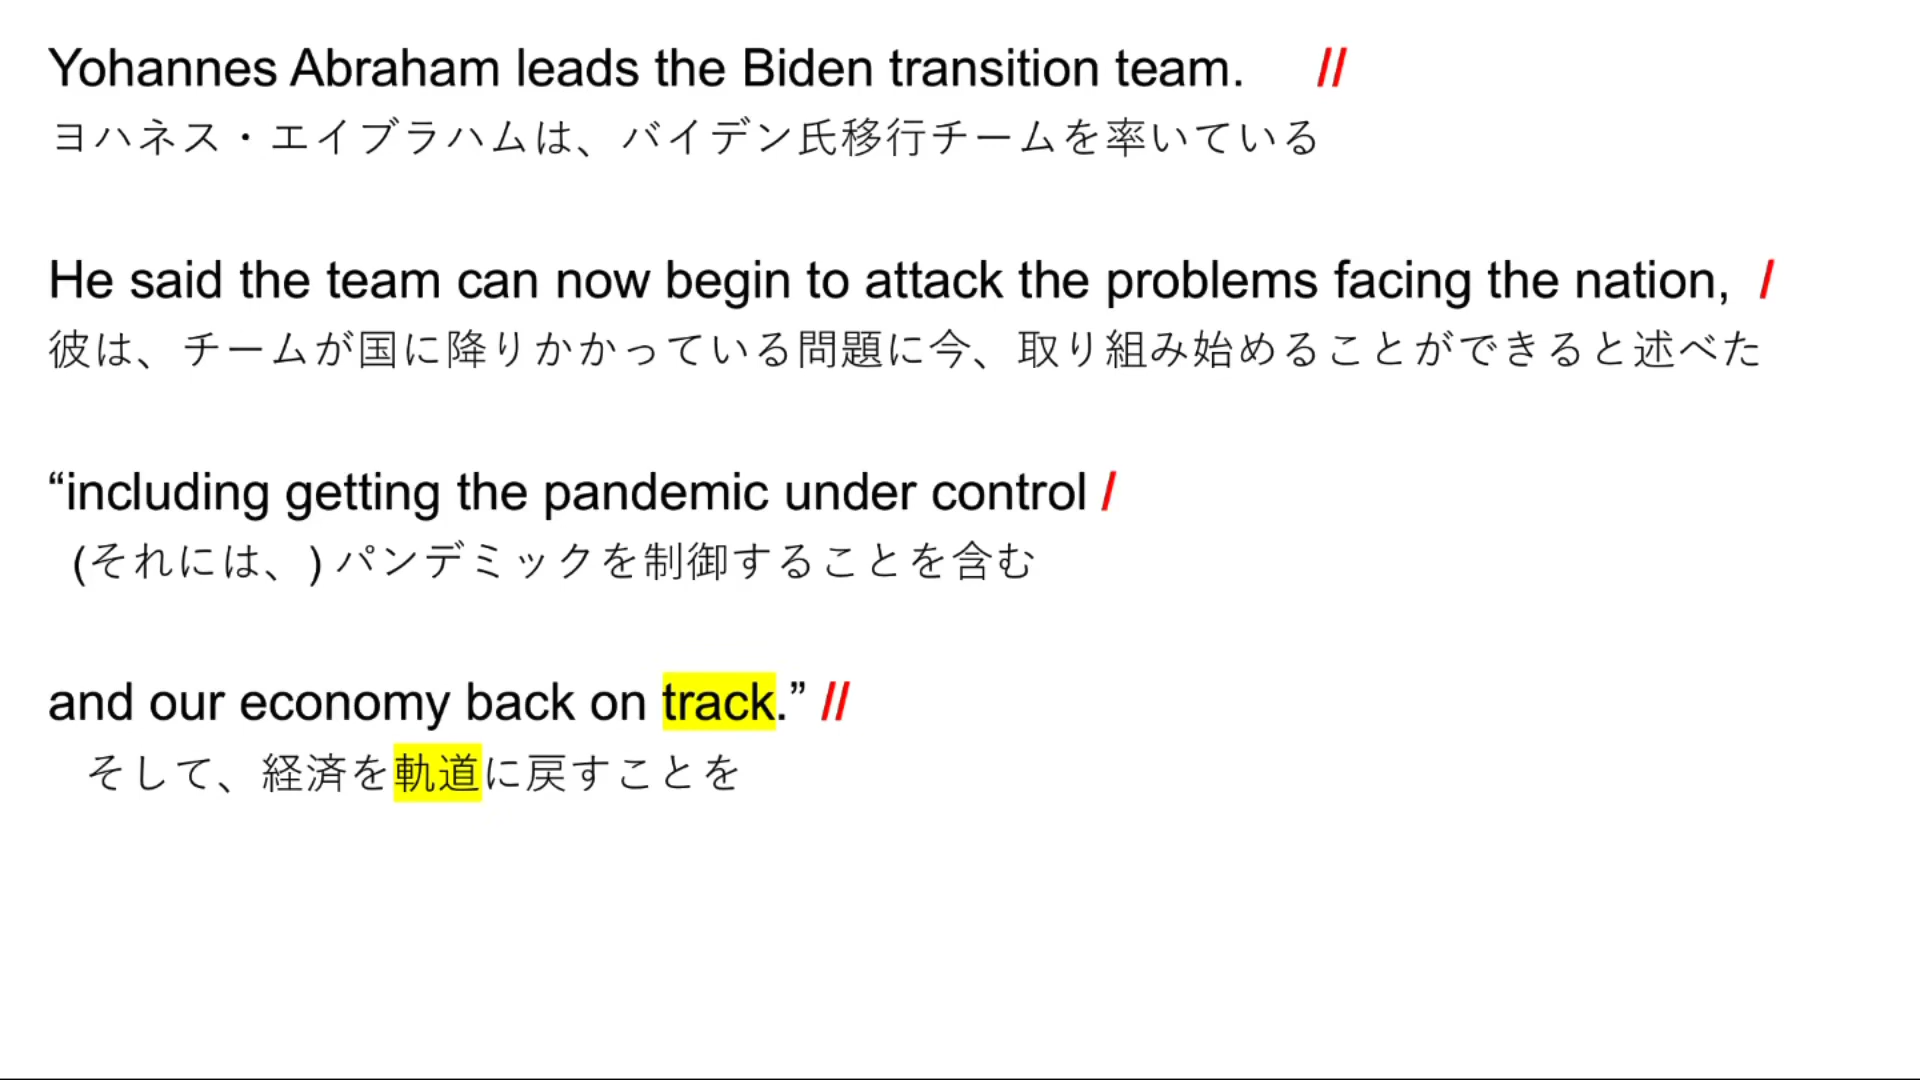 Yohannes Abraham leads the Biden transition team. //
ヨハネス・エイブラハムは、バイデン氏移行チームを率いている
He said the team can now begin to attack the problems facing the nation, /
彼は、チームが国に降りかかっている問題に今、取り組み始めることができると述べた
“including getting the pandemic under control /
(それには、) パンデミックを制御することを含む
and our economy back on track.” //
そして、経済を軌道に戻すことを